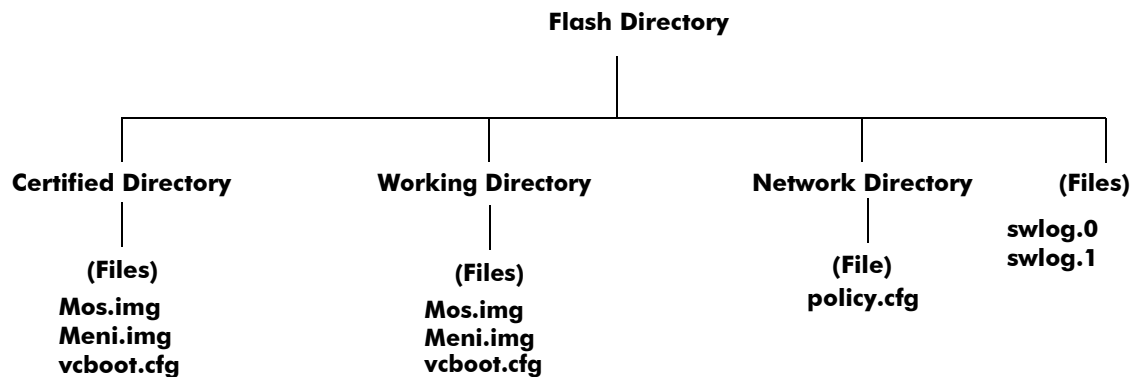 Flash Directory
Certified Directory
Working Directory
Network Directory
(Files)
swlog.0
swlog.1
(Files)
Mos.img
Meni.img
vcboot.cfg
(Files)
Mos.img
Meni.img
vcboot.cfg
(File)
policy.cfg